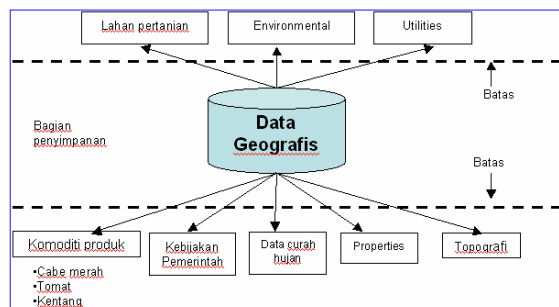 Lahan pertanian
Environmental
Utilities
Batas
Bagian
penyimpanan
Data
Geografis
Batas
Komoditi produk
Kebijakan
Pemerintah
Data curah
hujan
Properties
Topografi
•Cabe merah
•Tomat
•Kentang